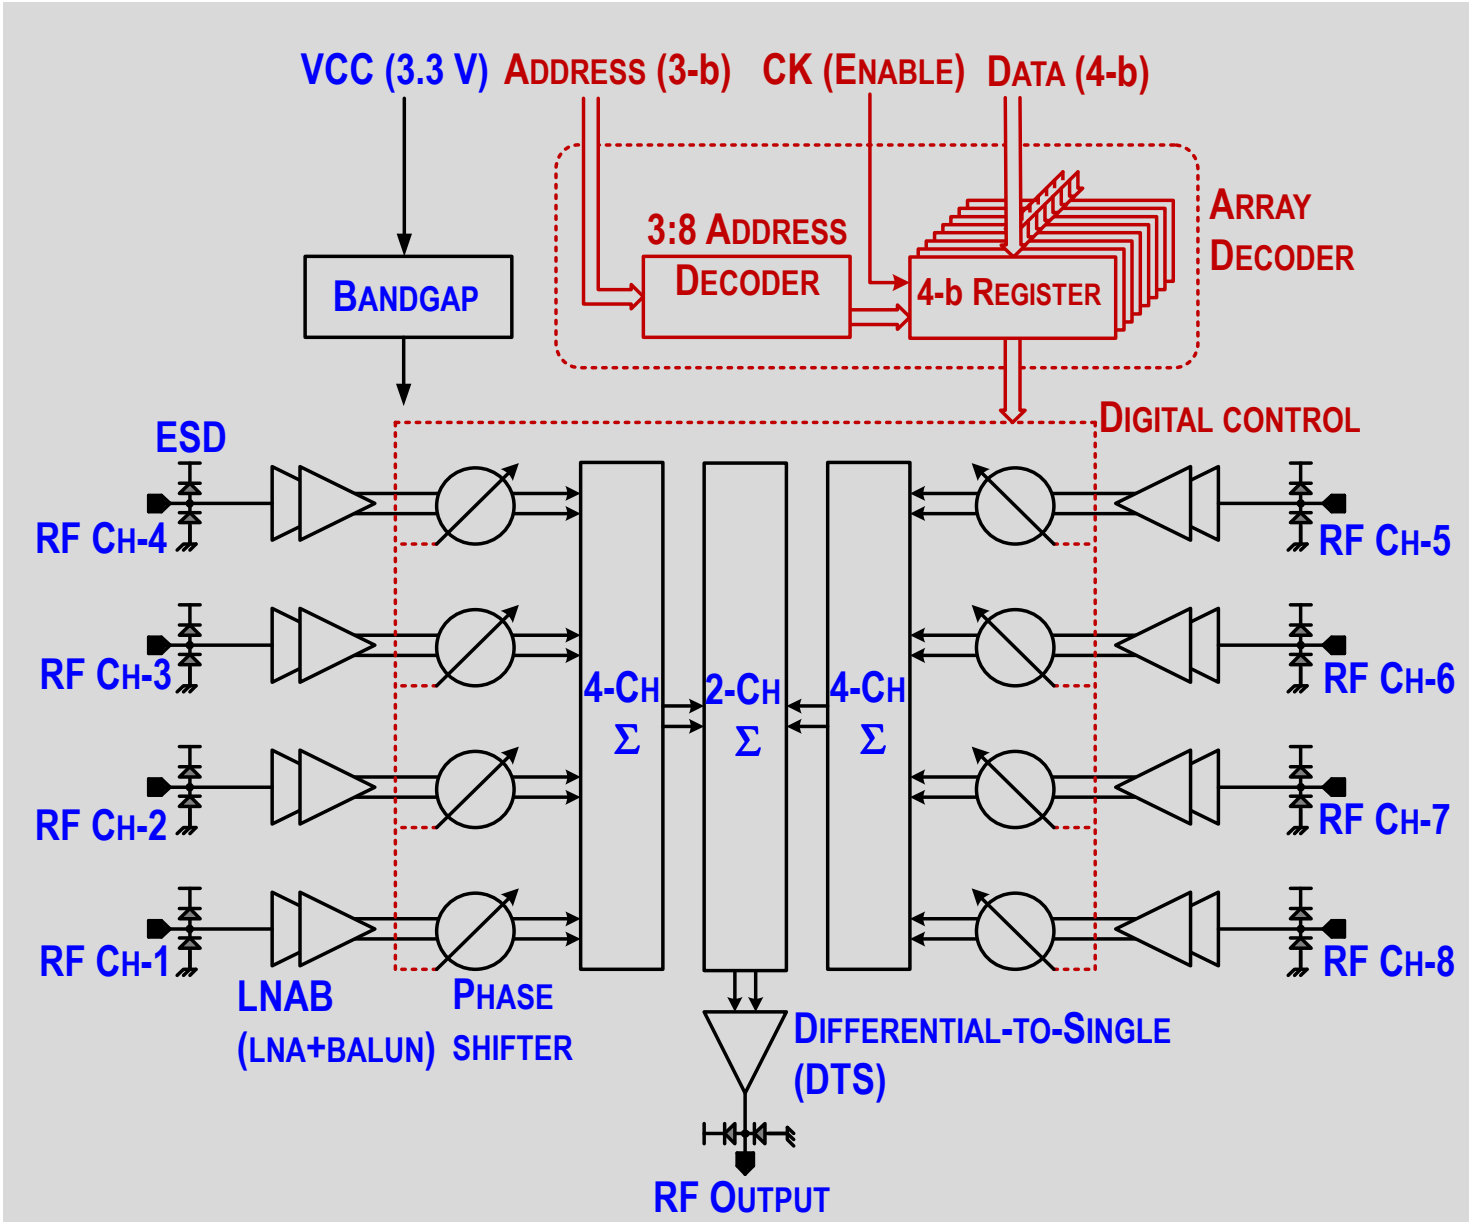 VCC (3.3 V) ADDRESS (3-b) CK (ENABLE) DATA (4-b)
ARRAY
DECODER
3:8 ADDRESS
DECODER
BANDGAP
4-b REGISTER
DIGITAL CONTROL
ESD
RF CH-4
RF CH-5
RF CH-3
RF CH-6
4-CH
Σ
2-CH
Σ
4-CH
Σ
RF CH-2
RF CH-7
RF CH-1
RF CH-8
LNAB
(LNA+BALUN)
PHASE
SHIFTER
DIFFERENTIAL-TO-SINGLE
(DTS)
RF OUTPUT